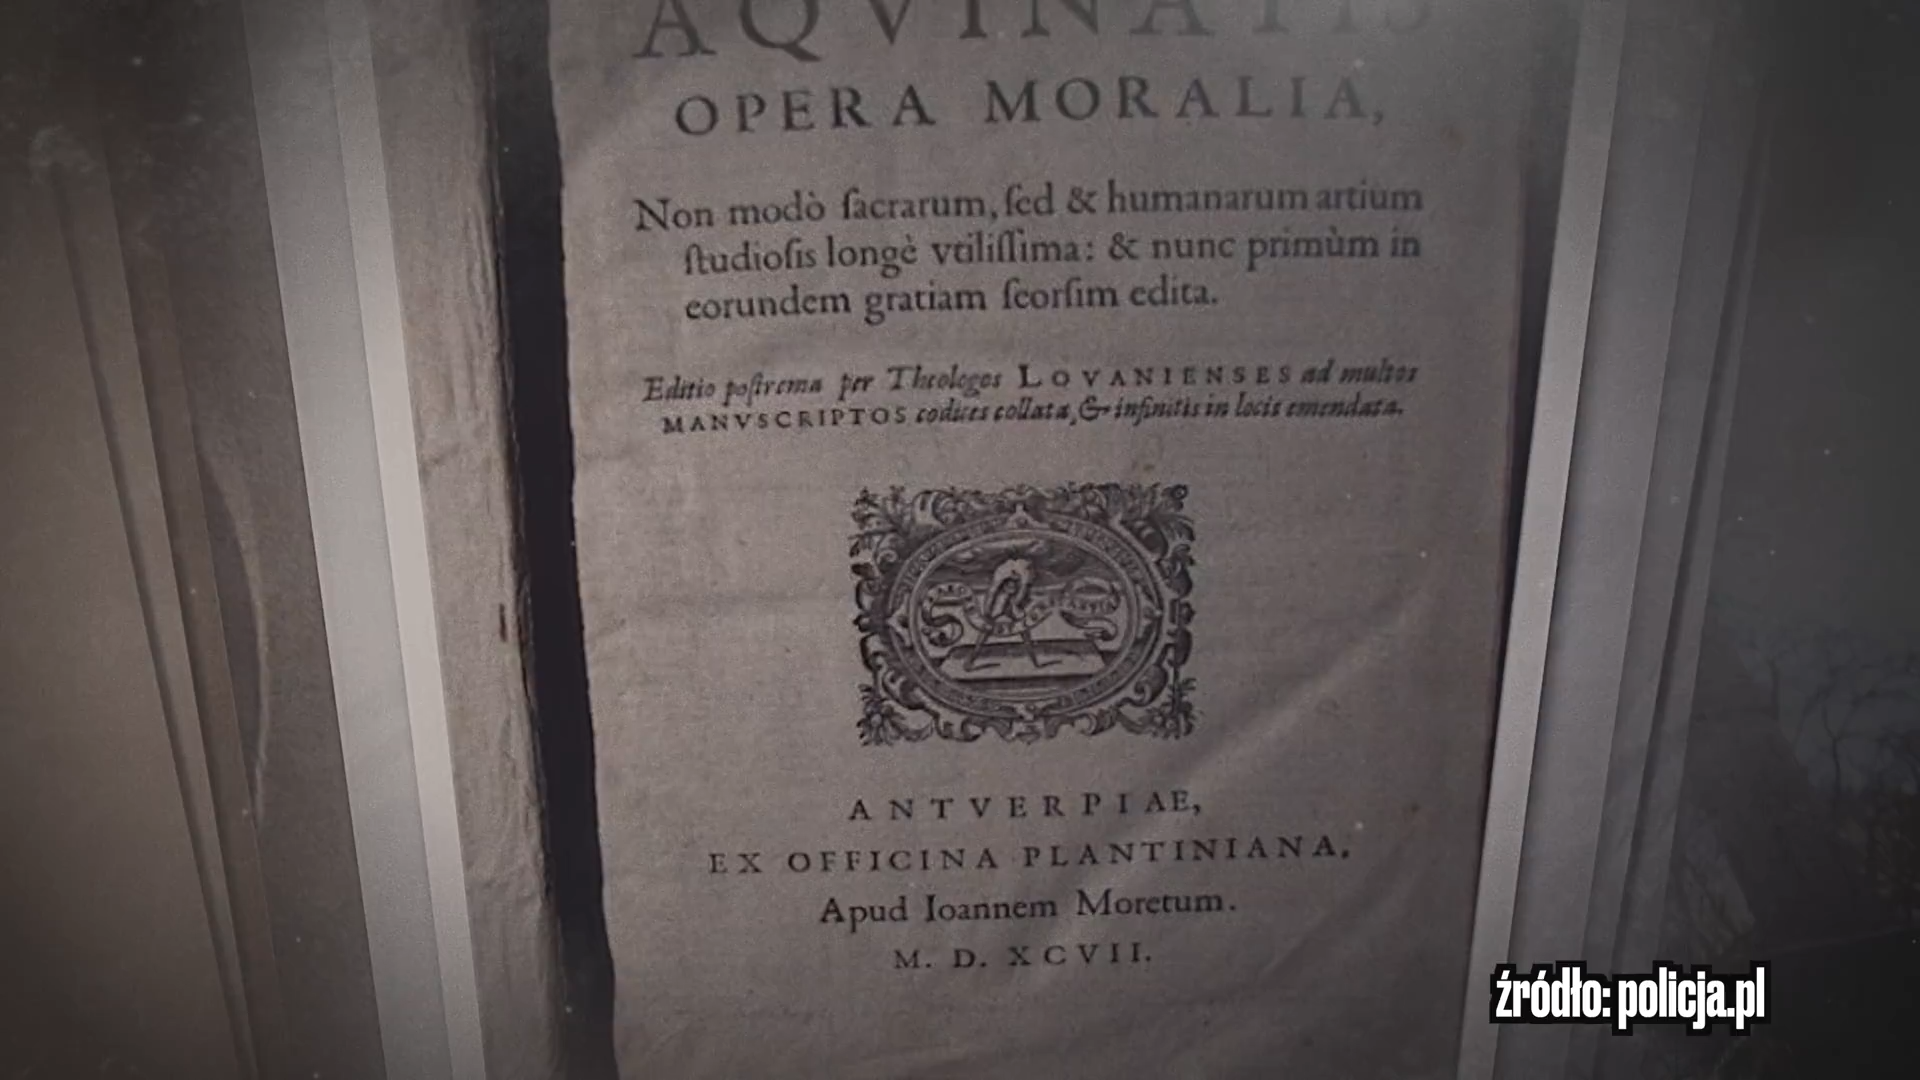 AQVINATIS
OPERA MORALIA,
Non modò ſacrarum, ſed & humanarum artium
ſtudioſis longè vtiliſſima: & nunc primùm in
eorundem gratiam ſeorſim edita.
Editio poſtrema per Theologos LOVANIENSES ad multos
MANVSCRIPTOS codices collata, & infinitis in locis emendata.
ANTVERPIAE,
EX OFFICINA PLANTINIANA,
Apud Ioannem Moretum.
M. D. XCVII.
źródło: policja.pl